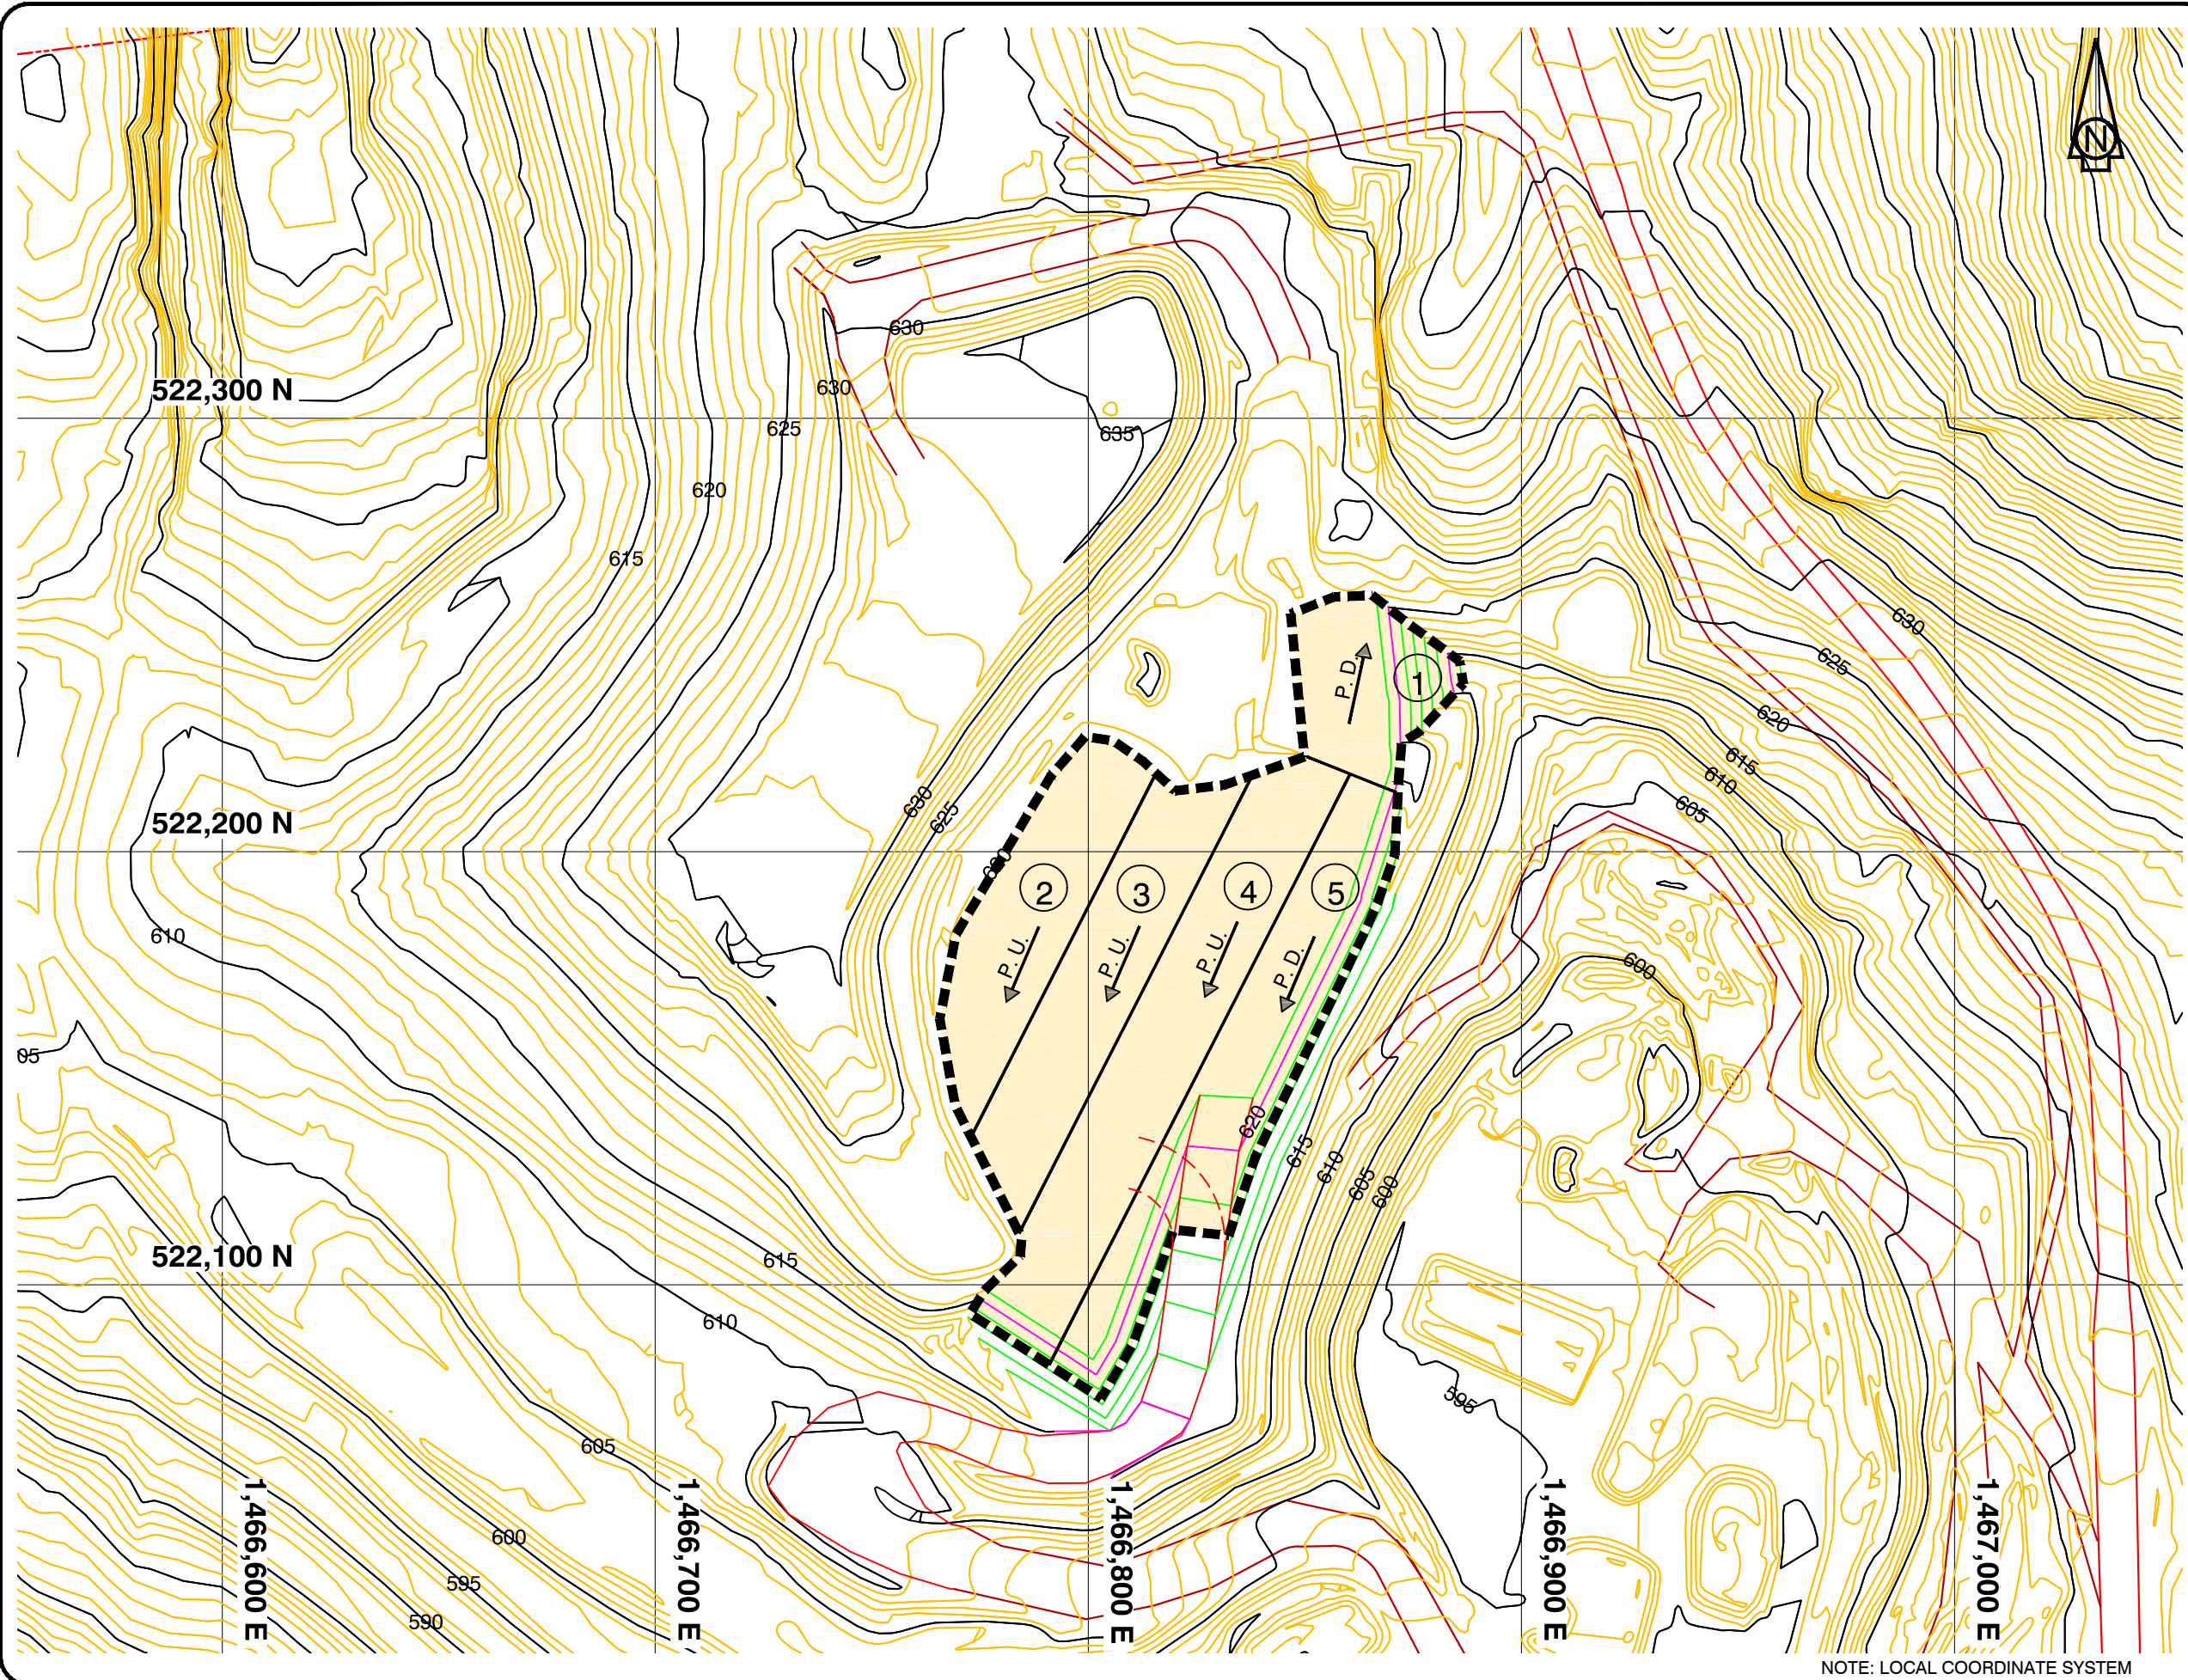 N
630
522,300 N
630
625
635
620
615
630
625
1
P. D.
620
615
630
610
625
605
522,200 N
630
2
3
4
5
610
P. U.
P. U.
P. U.
P. D.
600
05
620
615
610
605
600
522,100 N
615
610
595
605
600
595
590
1,466,600 E
1,466,700 E
1,466,800 E
1,466,900 E
1,467,000 E
NOTE: LOCAL COORDINATE SYSTEM